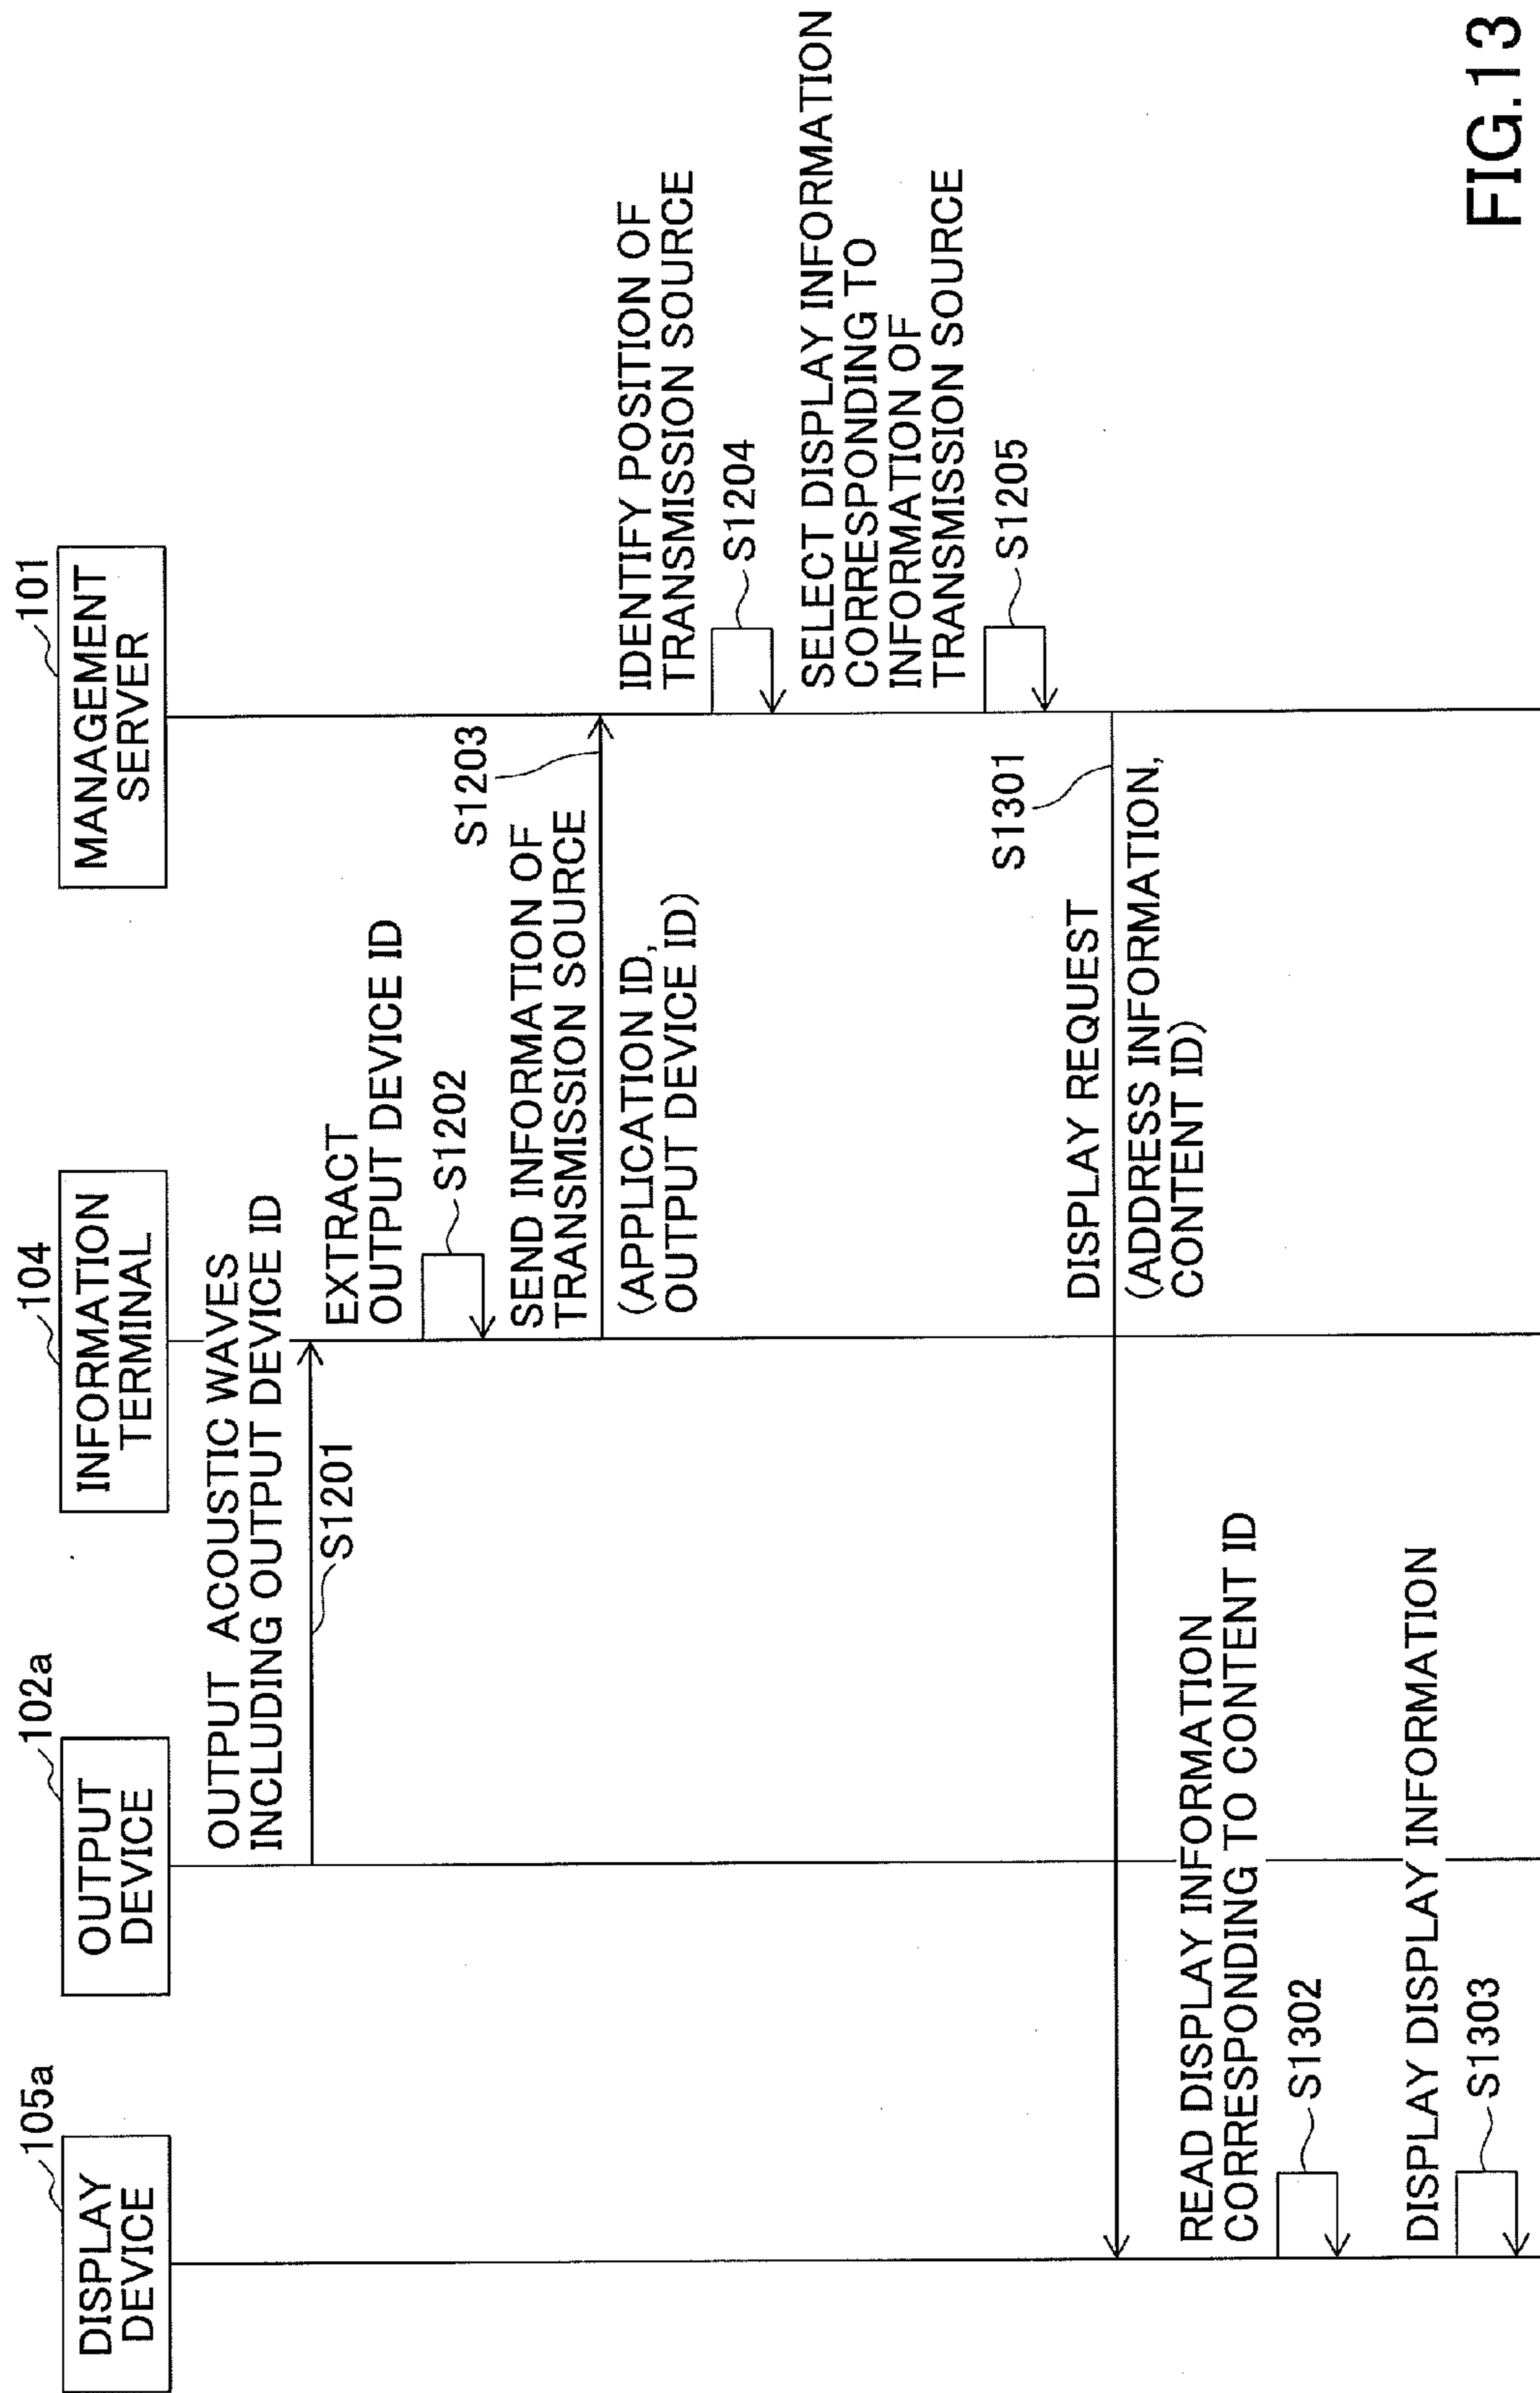 105a
DISPLAY
DEVICE
102a
OUTPUT
DEVICE
104
INFORMATION
TERMINAL
101
MANAGEMENT
SERVER
OUTPUT ACOUSTIC WAVES
INCLUDING OUTPUT DEVICE ID
S1201
EXTRACT
OUTPUT DEVICE ID
S1202
SEND INFORMATION OF
TRANSMISSION SOURCE
S1203
(APPLICATION ID,
OUTPUT DEVICE ID)
IDENTIFY POSITION OF
TRANSMISSION SOURCE
S1204
SELECT DISPLAY INFORMATION
CORRESPONDING TO
INFORMATION OF
TRANSMISSION SOURCE
S1205
S1301
DISPLAY REQUEST
(ADDRESS INFORMATION,
CONTENT ID)
READ DISPLAY INFORMATION
CORRESPONDING TO CONTENT ID
S1302
DISPLAY DISPLAY INFORMATION
S1303
FIG.13